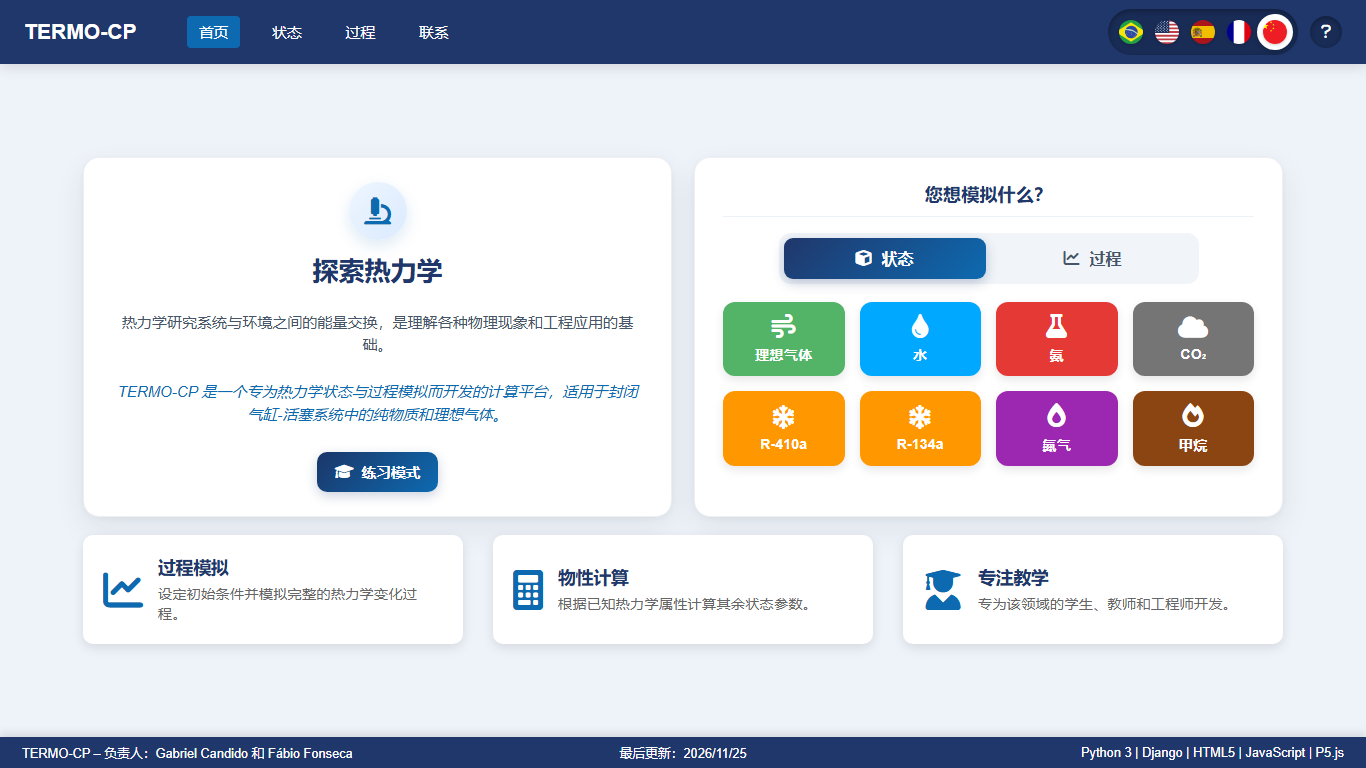 TERMO-CP
首页
状态
过程
联系
?
探索热力学
热力学研究系统与环境之间的能量交换，是理解各种物理现象和工程应用的基
础。
TERMO-CP 是一个专为热力学状态与过程模拟而开发的计算平台，适用于封闭
气缸-活塞系统中的纯物质和理想气体。
练习模式
您想模拟什么？
状态
过程
理想气体
水
氨
CO₂
R-410a
R-134a
氮气
甲烷
过程模拟
设定初始条件并模拟完整的热力学变化过
程。
物性计算
根据已知热力学属性计算其余状态参数。
专注教学
专为该领域的学生、教师和工程师开发。
TERMO-CP – 负责人：Gabriel Candido 和 Fábio Fonseca
最后更新：2026/11/25
Python 3 | Django | HTML5 | JavaScript | P5.js